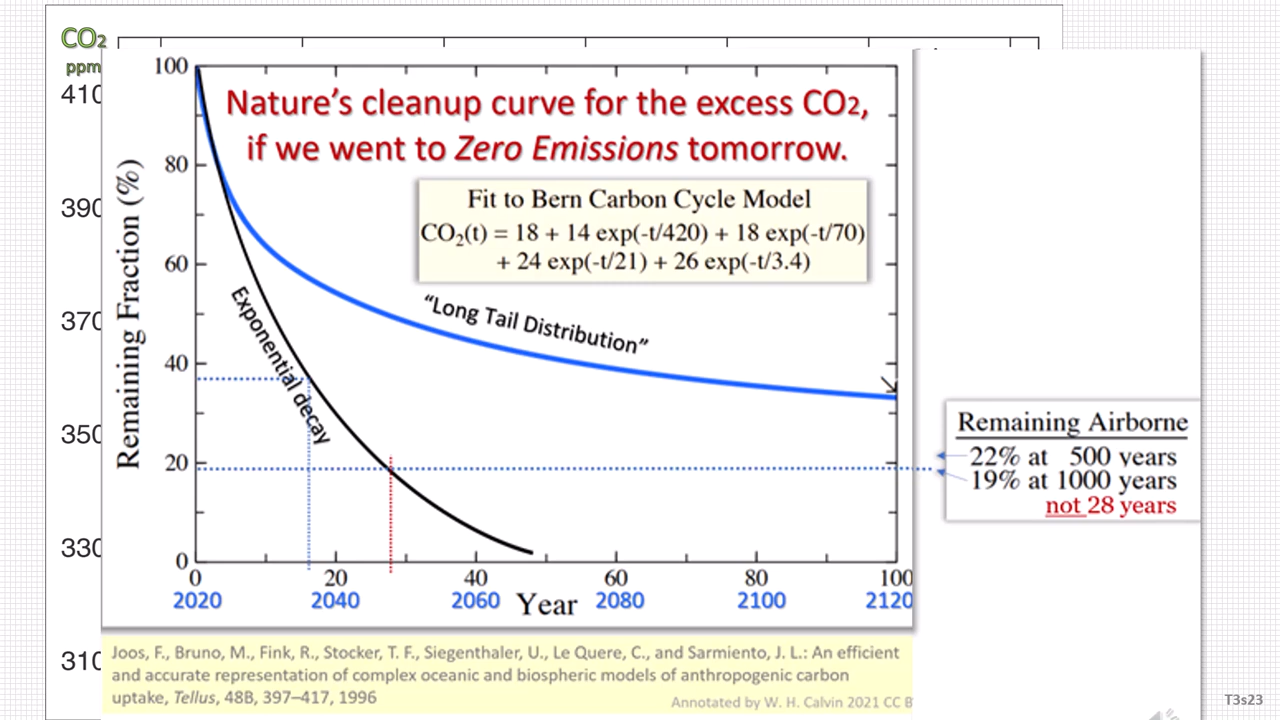 CO₂
ppm
410
390
370
350
330
310
Nature's cleanup curve for the excess CO₂,
if we went to Zero Emissions tomorrow.
Fit to Bern Carbon Cycle Model
CO₂(t) = 18 + 14 exp(-t/420) + 18 exp(-t/70)
+ 24 exp(-t/21) + 26 exp(-t/3.4)
"Long Tail Distribution"
Exponential decay
Remaining Fraction (%)
100
80
60
40
20
0
0 20 40 60 80 100
2020 2040 2060 Year 2080 2100 2120
Remaining Airborne
22% at 500 years
19% at 1000 years
not 28 years
Joos, F., Bruno, M., Fink, R., Stocker, T. F., Siegenthaler, U., Le Quere, C., and Sarmiento, J. L.: An efficient
and accurate representation of complex oceanic and biospheric models of anthropogenic carbon
uptake, Tellus, 48B, 397–417, 1996
Annotated by W. H. Calvin 2021 CC B
T3s23